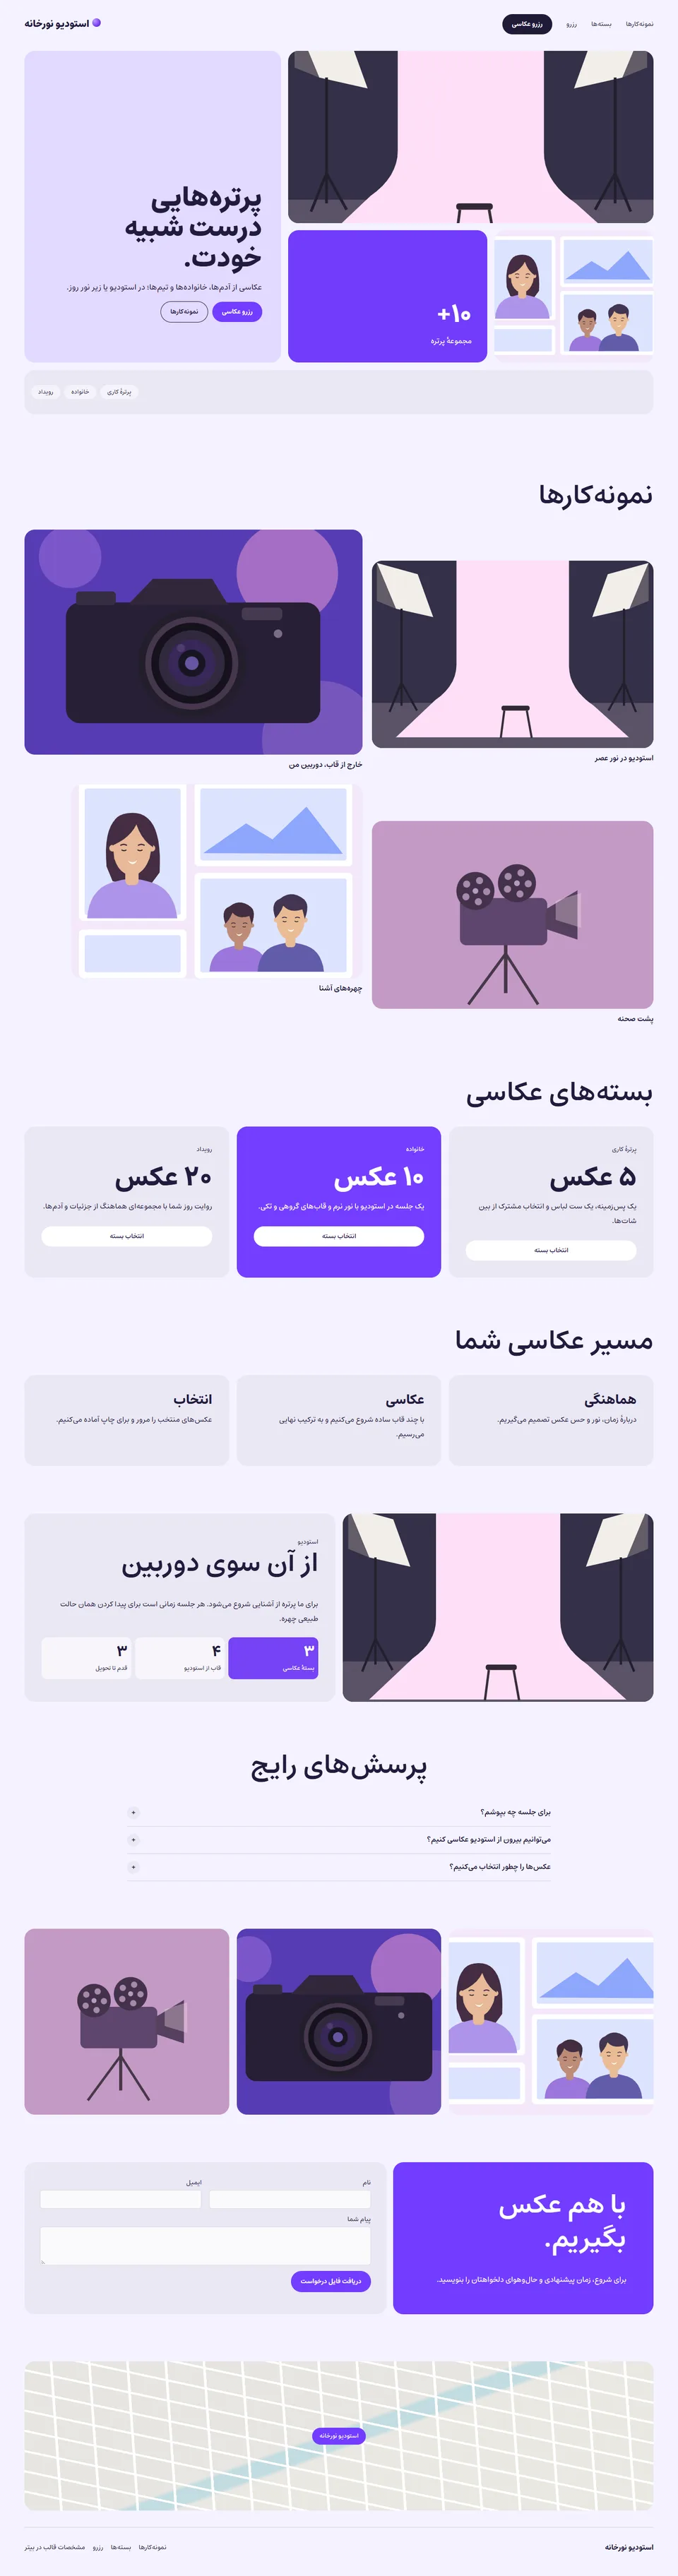 استودیو نورخانه
نمونه‌کارها
بسته‌ها
رزرو
رزرو عکاسی
پرتره‌هایی
درست شبیه
خودت.
عکاسی از آدم‌ها، خانواده‌ها و تیم‌ها؛ در استودیو یا زیر نور روز.
رزرو عکاسی
نمونه‌کارها
۱۰+
مجموعهٔ پرتره
پرترهٔ کاری
خانواده
رویداد
نمونه‌کارها
استودیو در نور عصر
خارج از قاب، دوربین من
پشت صحنه
چهره‌های آشنا
بسته‌های عکاسی
پرترهٔ کاری
۵ عکس
یک پس‌زمینه، یک ست لباس و انتخاب مشترک از بین
شات‌ها.
انتخاب بسته
خانواده
۱۰ عکس
یک جلسه در استودیو با نور نرم و قاب‌های گروهی و تکی.
انتخاب بسته
رویداد
۲۰ عکس
روایت روز شما با مجموعه‌ای هماهنگ از جزئیات و آدم‌ها.
انتخاب بسته
مسیر عکاسی شما
هماهنگی
دربارهٔ زمان، نور و حس عکس تصمیم می‌گیریم.
عکاسی
با چند قاب ساده شروع می‌کنیم و به ترکیب نهایی
می‌رسیم.
انتخاب
عکس‌های منتخب را مرور و برای چاپ آماده می‌کنیم.
استودیو
از آن سوی دوربین
برای ما پرتره از آشنایی شروع می‌شود. هر جلسه زمانی است برای پیدا کردن همان حالت
طبیعی چهره.
۳
بستهٔ عکاسی
۴
قاب از استودیو
۳
قدم تا تحویل
پرسش‌های رایج
برای جلسه چه بپوشم؟
+
می‌توانیم بیرون از استودیو عکاسی کنیم؟
+
عکس‌ها را چطور انتخاب می‌کنیم؟
+
با هم عکس
بگیریم.
برای شروع، زمان پیشنهادی و حال‌وهوای دلخواهتان را بنویسید.
نام
ایمیل
پیام شما
دریافت فایل درخواست
استودیو نورخانه
استودیو نورخانه
نمونه‌کارها
بسته‌ها
رزرو
مشخصات قالب در بیتر